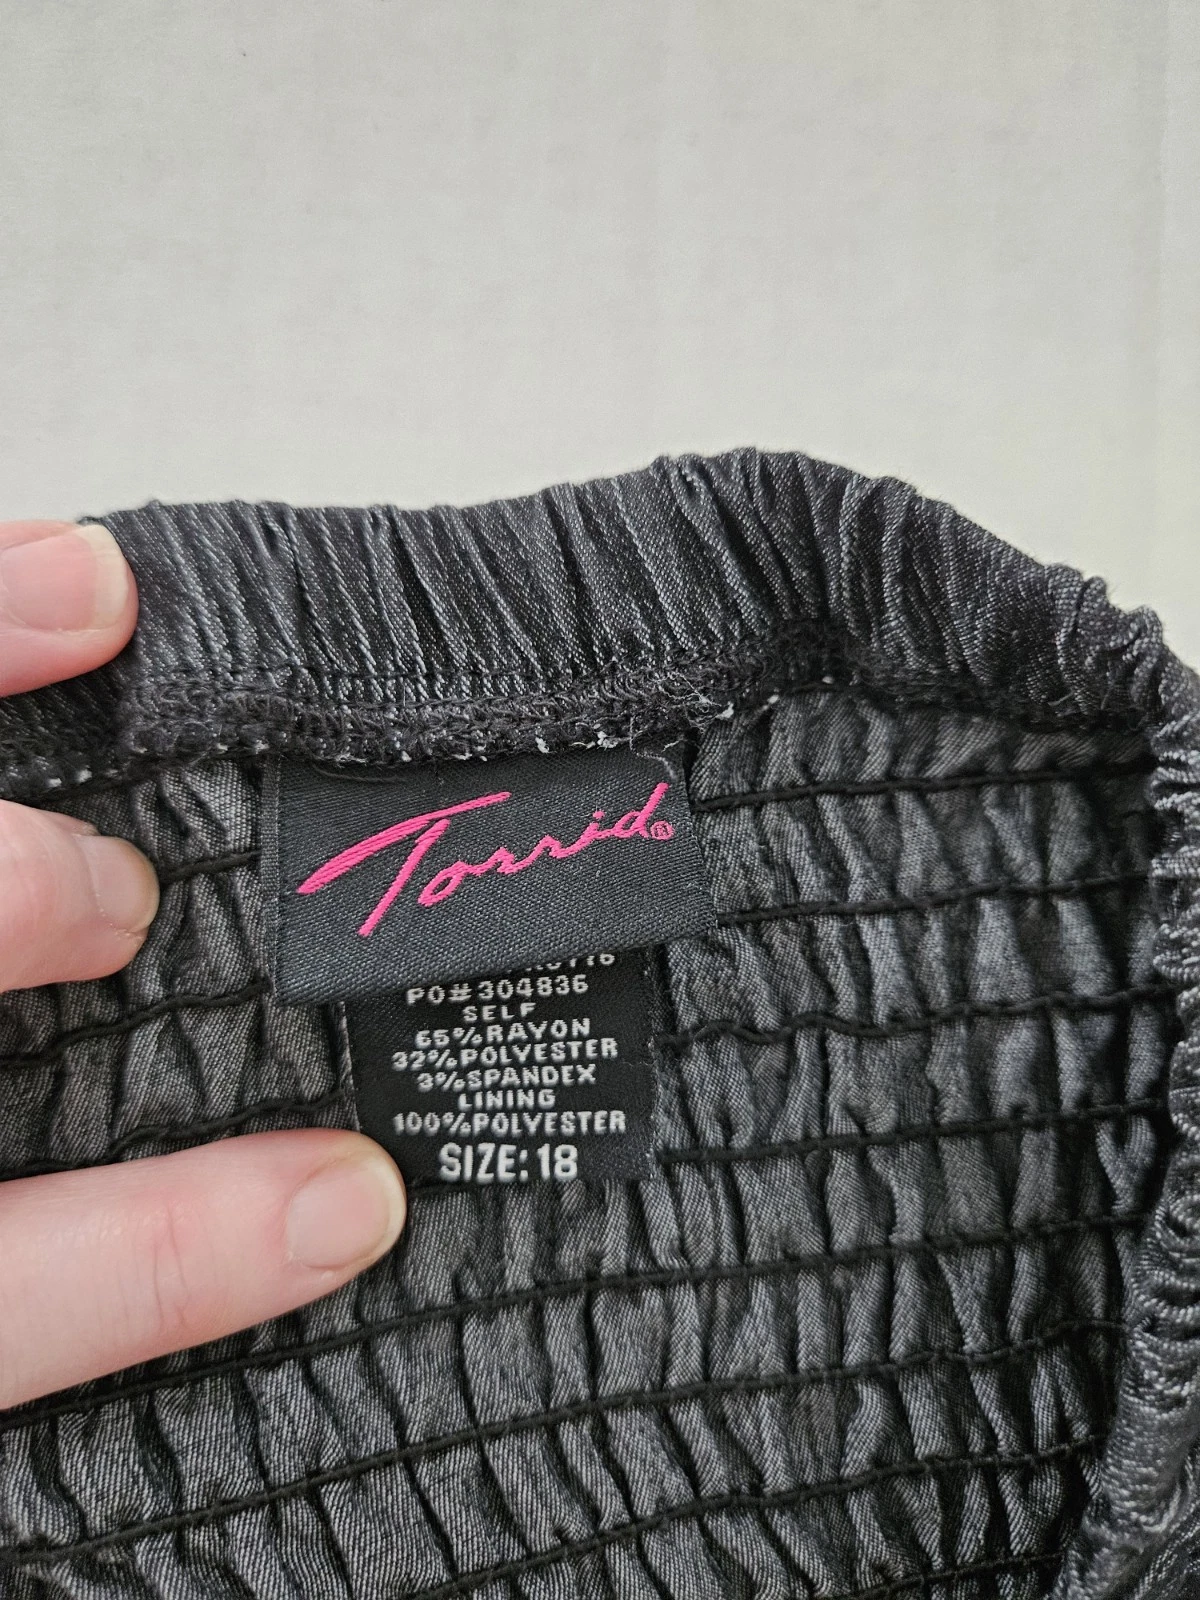 Torrid®
PO#304836
SELF
65%RAYON
32%POLYESTER
3%SPANDEX
LINING
100%POLYESTER
SIZE:18